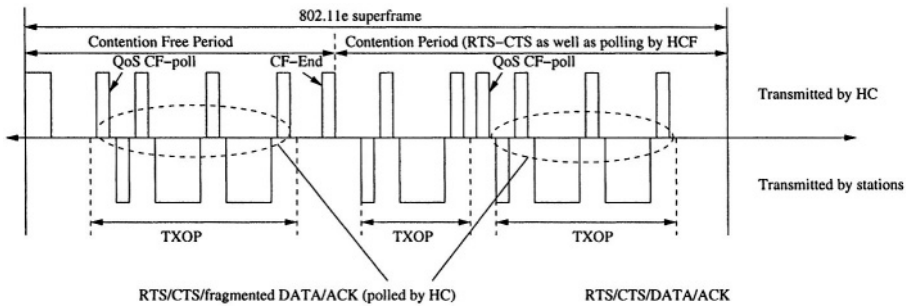 802.11e superframe
Contention Free Period
Contention Period (RTS−CTS as well as polling by HCF
QoS CF−poll
CF−End
QoS CF−poll
Transmitted by HC
Transmitted by stations
TXOP
TXOP
TXOP
RTS/CTS/fragmented DATA/ACK (polled by HC)
RTS/CTS/DATA/ACK